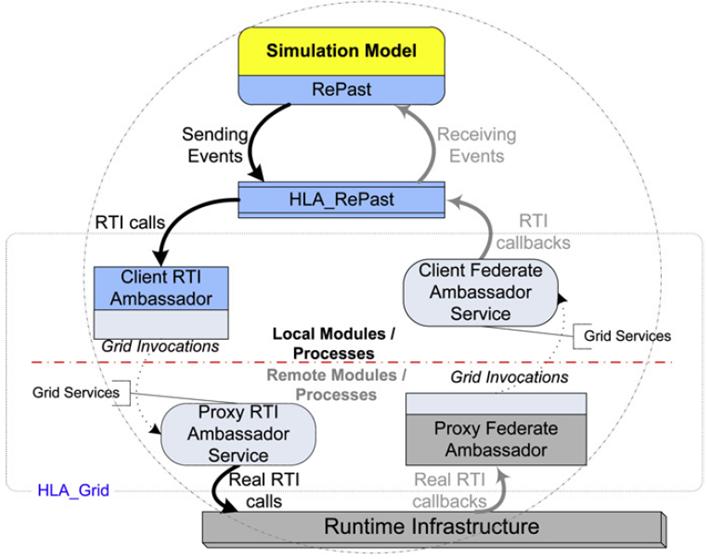 Simulation Model
RePast
Sending
Events
Receiving
Events
HLA_RePast
RTI calls
RTI
callbacks
Client RTI
Ambassador
Client Federate
Ambassador
Service
Grid Invocations
Local Modules /
Processes
Grid Services
Remote Modules /
Processes
Grid Invocations
Grid Services
Proxy RTI
Ambassador
Service
Proxy Federate
Ambassador
Real RTI
calls
Real RTI
callbacks
HLA_Grid
Runtime Infrastructure